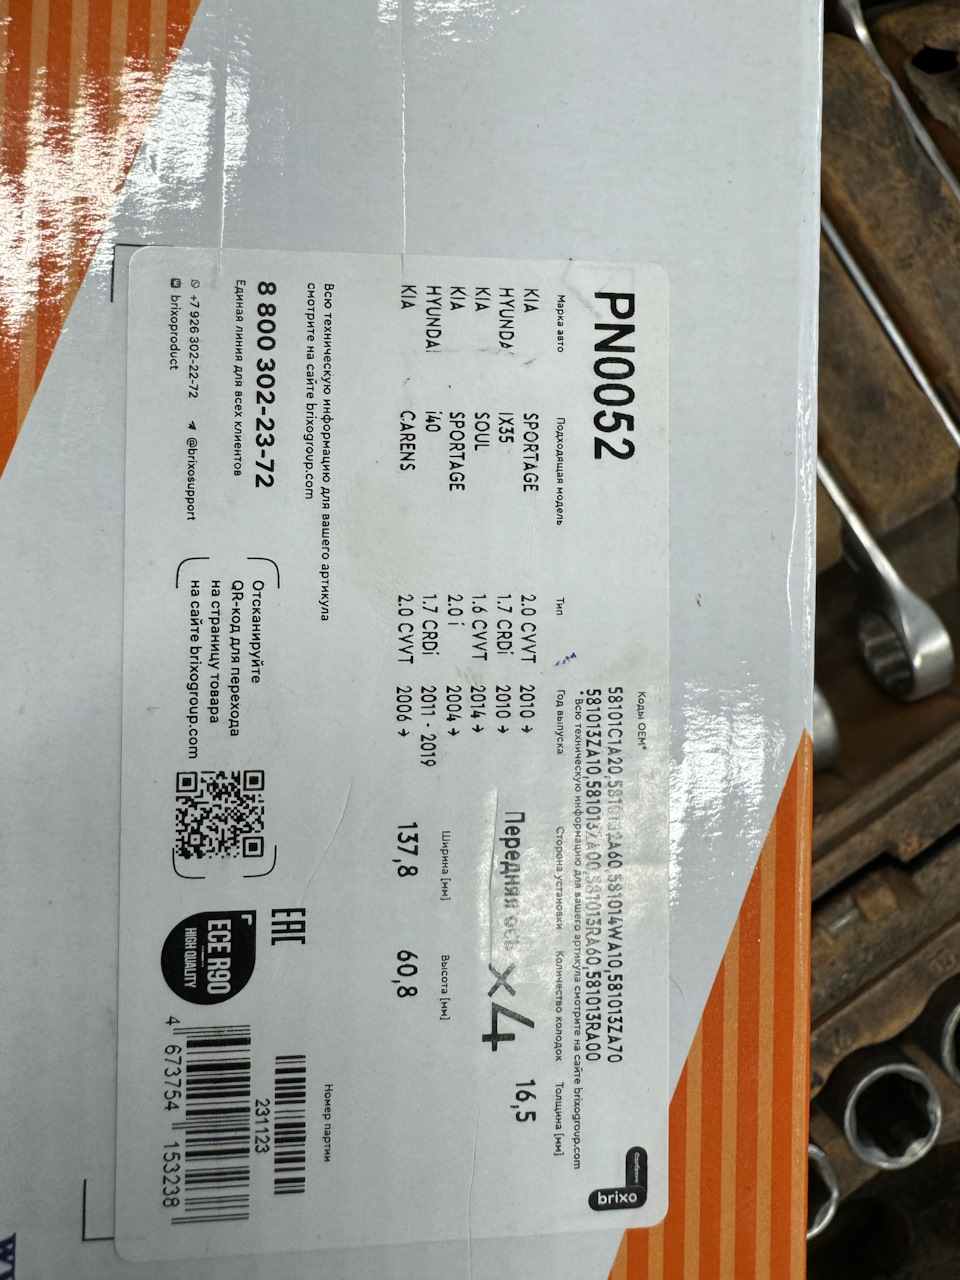 PN0052
Коды OEM*
58101C1A20,581013ZA60,581014WA10,581013ZA70
581013ZA10,581013ZA00,581013RA60,581013RA00
*Всю техническую информацию для вашего артикула смотрите на сайте brixogroup.com
Одобрено
brixo
Марка авто Подходящая модель Тип Год выпуска Сторона установки Количество колодок Толщина [мм]
KIA SPORTAGE 2.0 CVVT 2010 →
HYUNDAI IX35 1.7 CRDi 2010 →
KIA SOUL 1.6 CVVT 2014 →
KIA SPORTAGE 2.0 i 2004 →
HYUNDAI i40 1.7 CRDi 2011 - 2019
KIA CARENS 2.0 CVVT 2006 →
Передняя ось x4 16,5
Ширина [мм] Высота [мм]
137,8 60,8
Всю техническую информацию для вашего артикула
смотрите на сайте brixogroup.com
8 800 302-23-72
Единая линия для всех клиентов
+7 926 302-22-72 @brixosupport
brixoproduct
Отсканируйте
QR-код для перехода
на страницу товара
на сайте brixogroup.com
EAC
ECE R90
HIGH QUALITY
Номер партии
231123
4 673754 153238